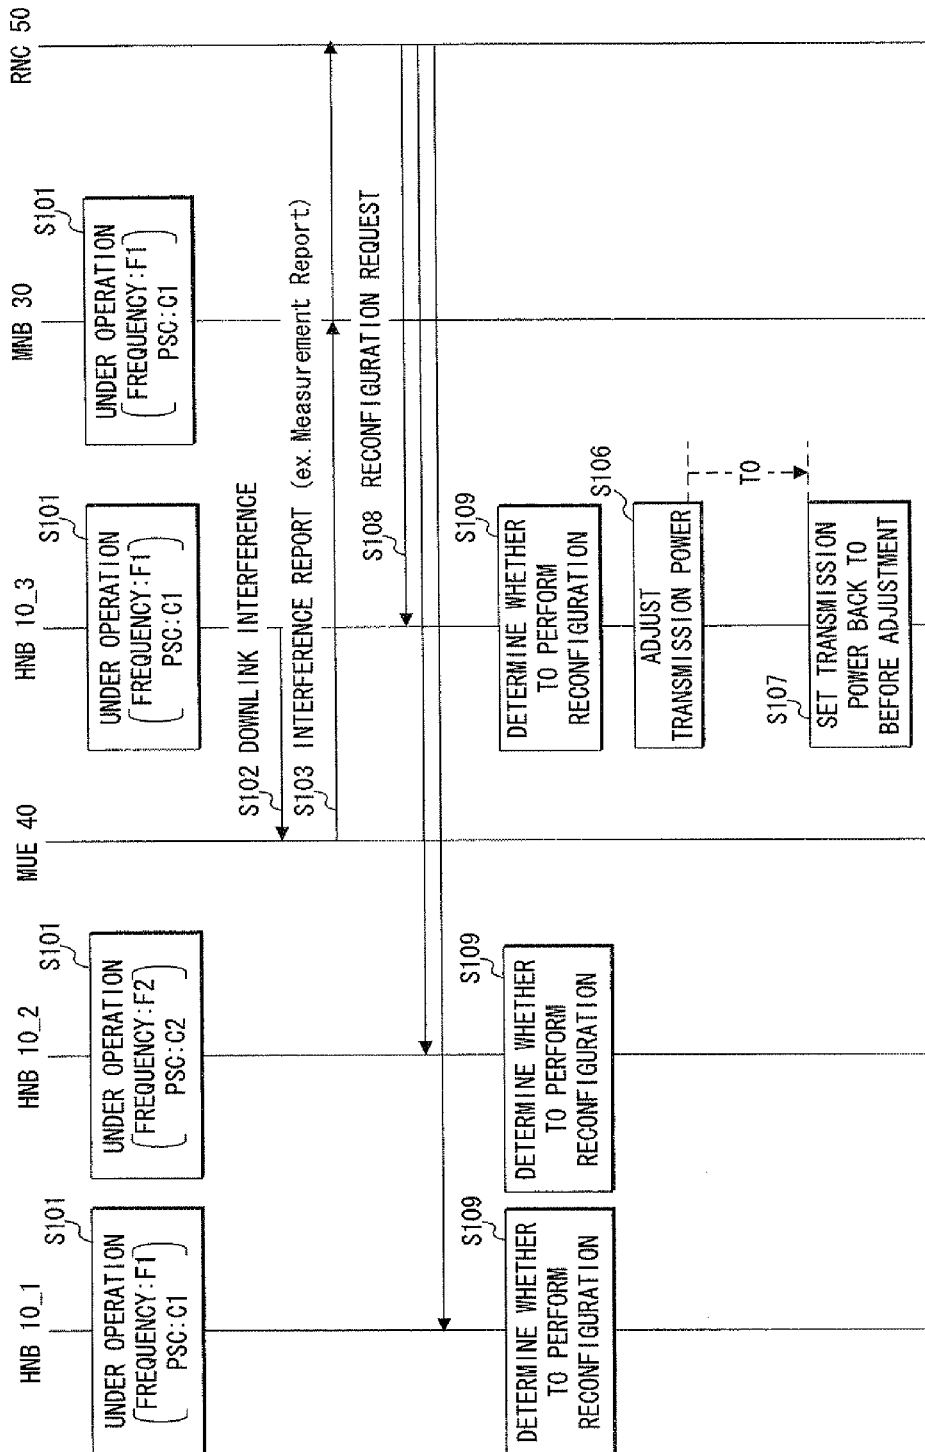 HNB 10_1
HNB 10_2
MUE 40
HNB 10_3
MNB 30
RNC 50
S101
UNDER OPERATION
(FREQUENCY:F1
PSC:C1)
S101
UNDER OPERATION
(FREQUENCY:F2
PSC:C2)
S101
UNDER OPERATION
(FREQUENCY:F1
PSC:C1)
S101
UNDER OPERATION
(FREQUENCY:F1
PSC:C1)
S102 DOWNLINK INTERFERENCE
S103 INTERFERENCE REPORT (ex. Measurement Report)
S108 RECONFIGURATION REQUEST
S109
DETERMINE WHETHER
TO PERFORM
RECONFIGURATION
S109
DETERMINE WHETHER
TO PERFORM
RECONFIGURATION
S109
DETERMINE WHETHER
TO PERFORM
RECONFIGURATION
S106
ADJUST
TRANSMISSION POWER
TO
S107
SET TRANSMISSION
POWER BACK TO
BEFORE ADJUSTMENT